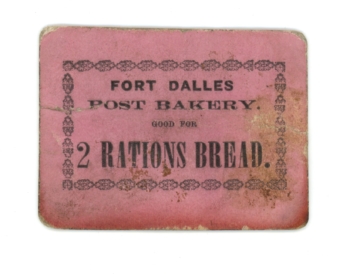 FORT DALLES
POST BAKERY.
GOOD FOR
2 RATIONS BREAD.